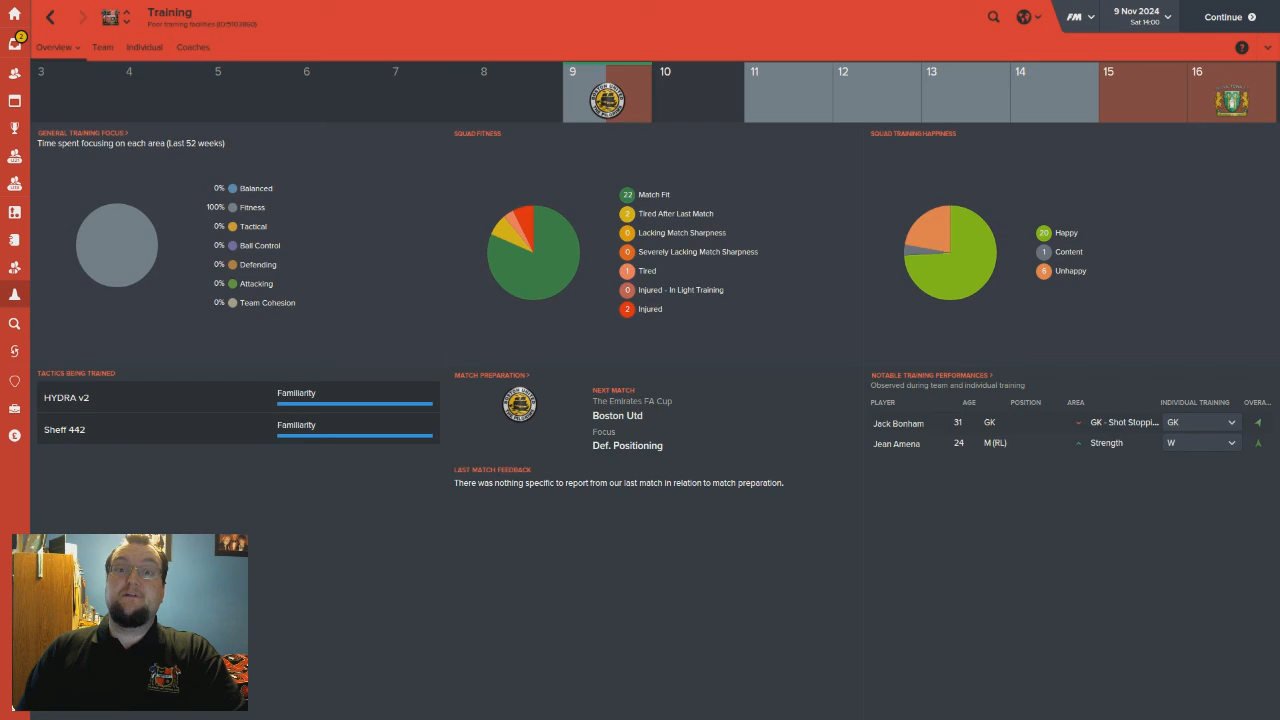 Training
Poor training facilities
FM
9 Nov 2024
Sat 14:00
Continue
2
Overview
Team
Individual
Coaches
?
3 4 5 6 7 8 9 10 11 12 13 14 15 16
GENERAL TRAINING FOCUS >
Time spent focusing on each area (Last 52 weeks)
0% Balanced
100% Fitness
0% Tactical
0% Ball Control
0% Defending
0% Attacking
0% Team Cohesion
SQUAD FITNESS
22 Match Fit
2 Tired After Last Match
0 Lacking Match Sharpness
0 Severely Lacking Match Sharpness
1 Tired
0 Injured - In Light Training
2 Injured
SQUAD TRAINING HAPPINESS
20 Happy
1 Content
6 Unhappy
TACTICS BEING TRAINED
HYDRA v2
Familiarity
Sheff 442
Familiarity
MATCH PREPARATION >
NEXT MATCH
The Emirates FA Cup
Boston Utd
Focus
Def. Positioning
LAST MATCH FEEDBACK
There was nothing specific to report from our last match in relation to match preparation.
NOTABLE TRAINING PERFORMANCES >
Observed during team and individual training
PLAYER AGE POSITION AREA INDIVIDUAL TRAINING OVERA...
Jack Bonham 31 GK GK - Shot Stoppi... GK
Jean Amena 24 M (RL) Strength W